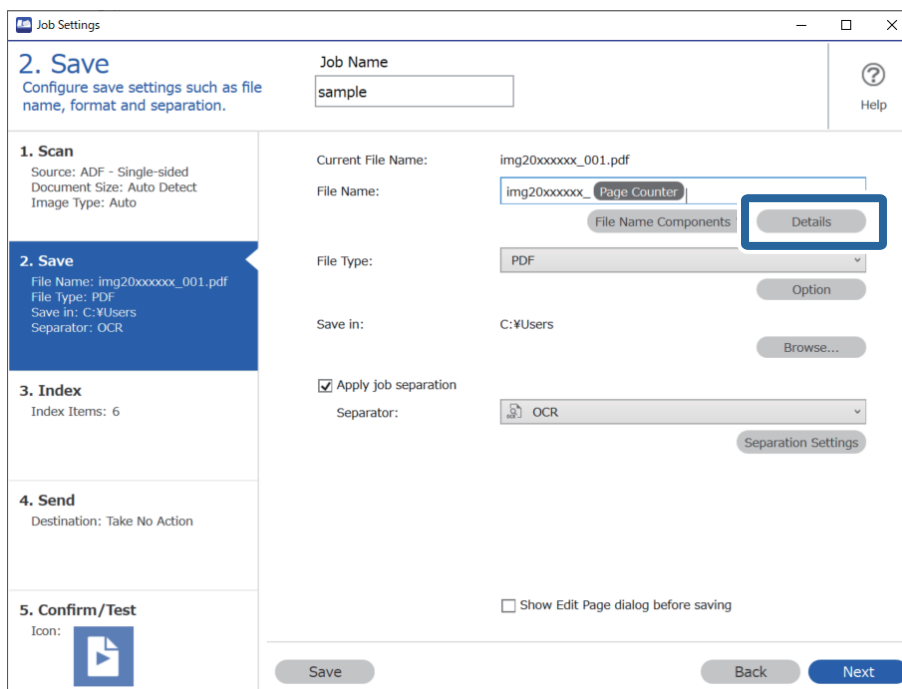 Job Settings
2. Save
Configure save settings such as file
name, format and separation.
Job Name
sample
Help
1. Scan
Source: ADF - Single-sided
Document Size: Auto Detect
Image Type: Auto
2. Save
File Name: img20xxxxxx_001.pdf
File Type: PDF
Save in: C:¥Users
Separator: OCR
3. Index
Index Items: 6
4. Send
Destination: Take No Action
5. Confirm/Test
Icon:
Current File Name: img20xxxxxx_001.pdf
File Name: img20xxxxxx_ Page Counter
File Name Components Details
File Type: PDF
Option
Save in: C:¥Users
Browse...
Apply job separation
Separator: OCR
Separation Settings
Show Edit Page dialog before saving
Save Back Next